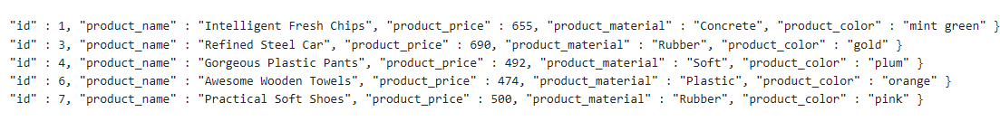 "id" : 1, "product_name" : "Intelligent Fresh Chips", "product_price" : 655, "product_material" : "Concrete", "product_color" : "mint green" }
"id" : 3, "product_name" : "Refined Steel Car", "product_price" : 690, "product_material" : "Rubber", "product_color" : "gold" }
"id" : 4, "product_name" : "Gorgeous Plastic Pants", "product_price" : 492, "product_material" : "Soft", "product_color" : "plum" }
"id" : 6, "product_name" : "Awesome Wooden Towels", "product_price" : 474, "product_material" : "Plastic", "product_color" : "orange" }
"id" : 7, "product_name" : "Practical Soft Shoes", "product_price" : 500, "product_material" : "Rubber", "product_color" : "pink" }